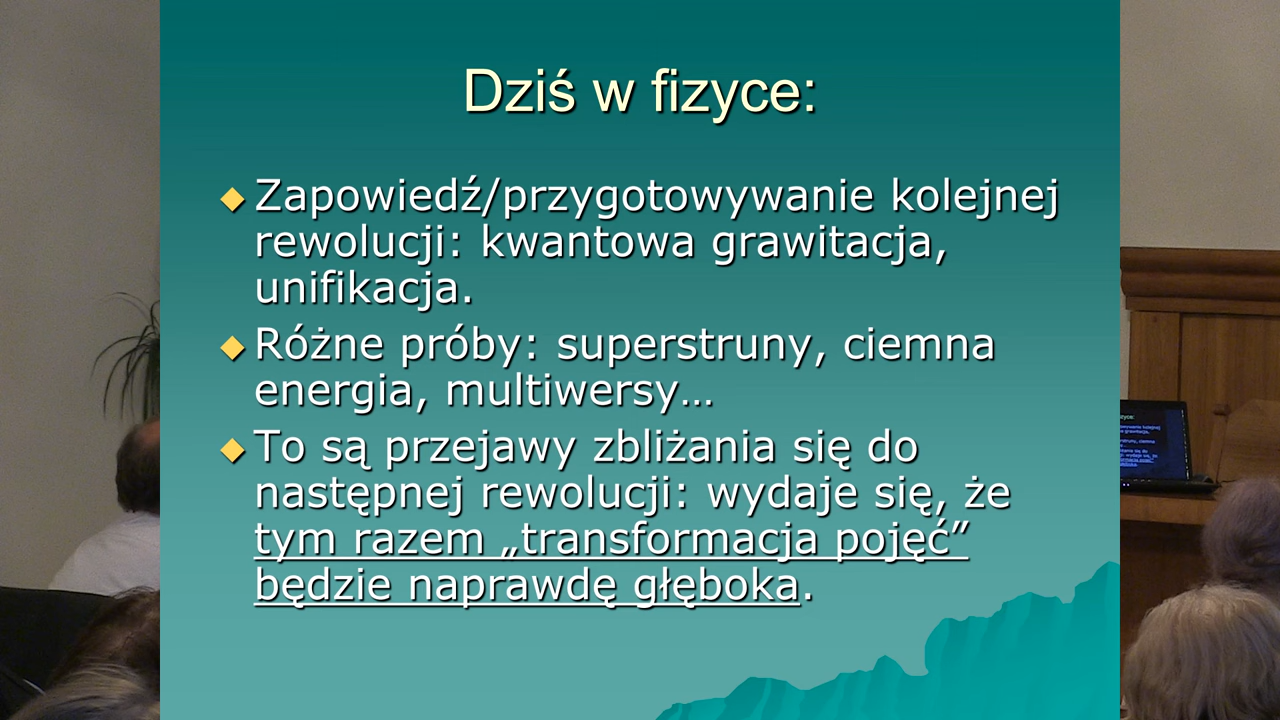 Dziś w fizyce:
Zapowiedź/przygotowywanie kolejnej
rewolucji: kwantowa grawitacja,
unifikacja.
Różne próby: superstruny, ciemna
energia, multiwersy…
To są przejawy zbliżania się do
następnej rewolucji: wydaje się, że
tym razem „transformacja pojęć”
będzie naprawdę głęboka.